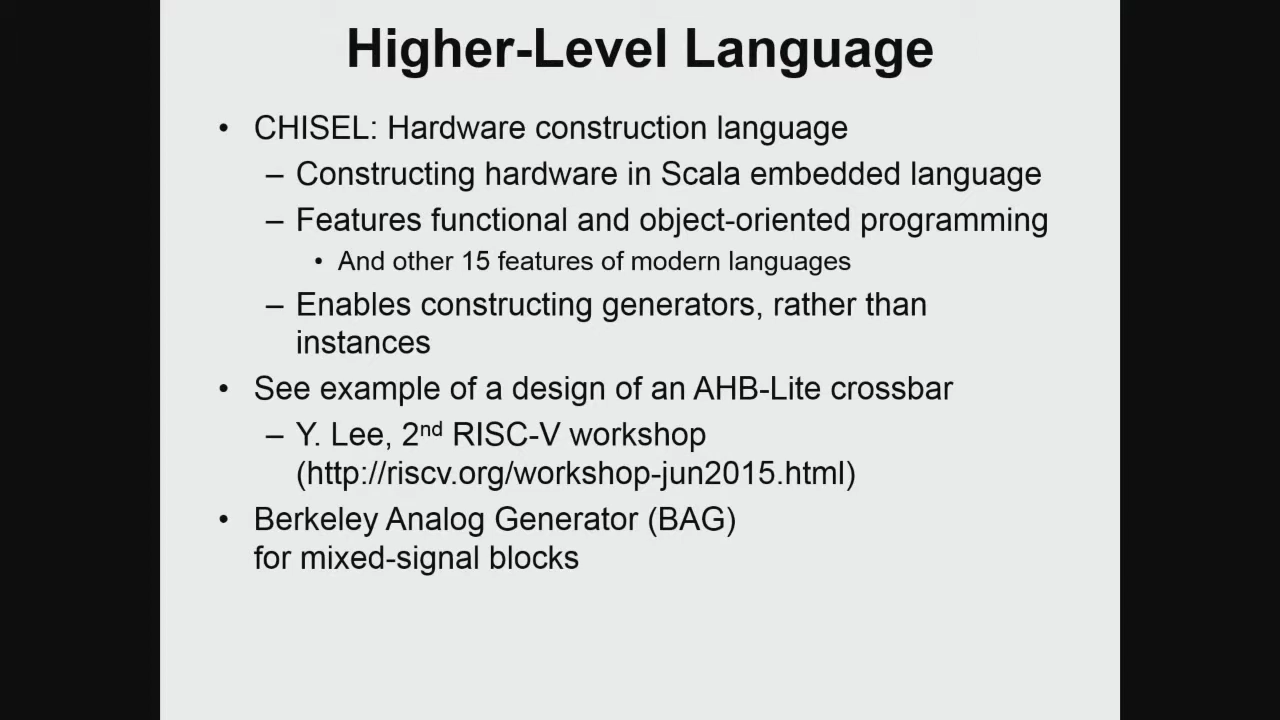 Higher-Level Language
• CHISEL: Hardware construction language
– Constructing hardware in Scala embedded language
– Features functional and object-oriented programming
• And other 15 features of modern languages
– Enables constructing generators, rather than
instances
• See example of a design of an AHB-Lite crossbar
– Y. Lee, 2nd RISC-V workshop
(http://riscv.org/workshop-jun2015.html)
• Berkeley Analog Generator (BAG)
for mixed-signal blocks